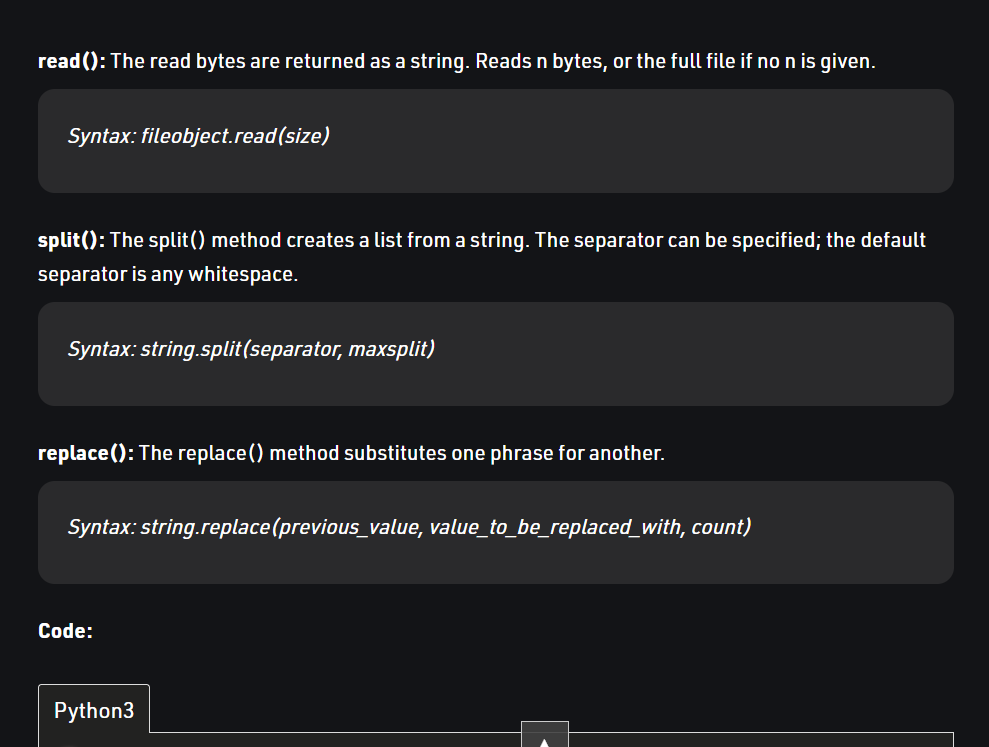 read(): The read bytes are returned as a string. Reads n bytes, or the full file if no n is given.
Syntax: fileobject.read(size)
split(): The split() method creates a list from a string. The separator can be specified; the default
separator is any whitespace.
Syntax: string.split(separator, maxsplit)
replace(): The replace() method substitutes one phrase for another.
Syntax: string.replace(previous_value, value_to_be_replaced_with, count)
Code:
Python3